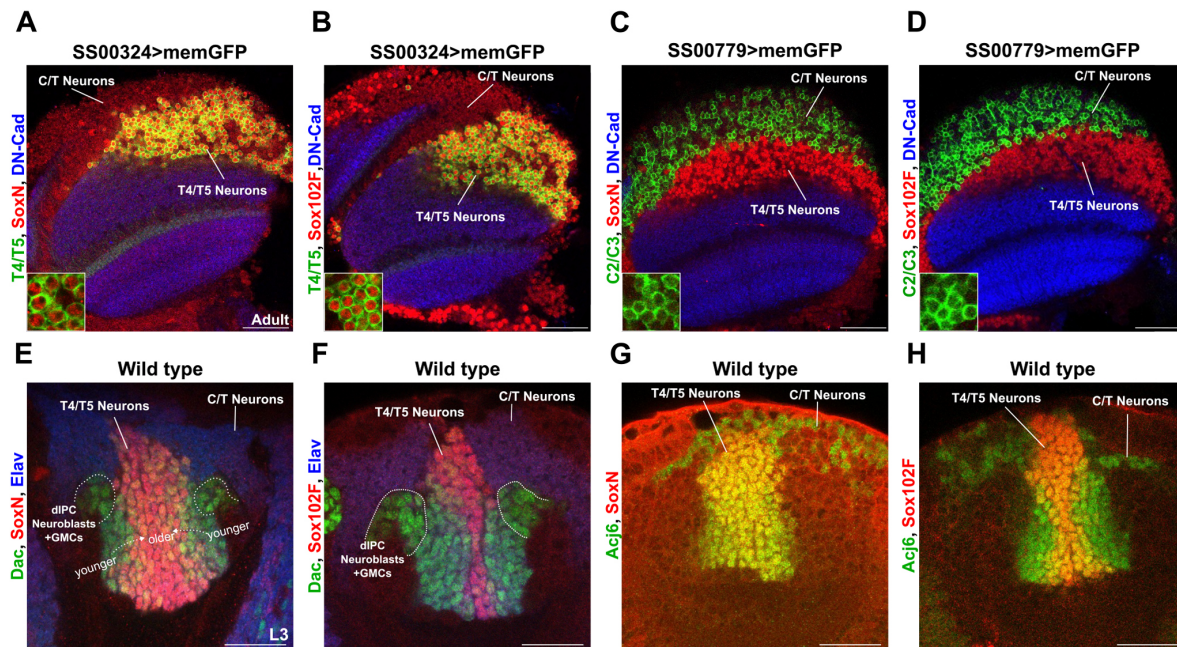 A
SS00324>memGFP
C/T Neurons
T4/T5 Neurons
T4/T5, SoxN, DN-Cad
Adult
B
SS00324>memGFP
C/T Neurons
T4/T5 Neurons
T4/T5, Sox102F,DN-Cad
C
SS00779>memGFP
C/T Neurons
T4/T5 Neurons
C2/C3, SoxN, DN-Cad
D
SS00779>memGFP
C/T Neurons
T4/T5 Neurons
C2/C3, Sox102F, DN-Cad
E
Wild type
T4/T5 Neurons
C/T Neurons
dIPC
Neuroblasts
+GMCs
younger
older
younger
Dac, SoxN, Elav
L3
F
Wild type
T4/T5 Neurons
C/T Neurons
dIPC
Neuroblasts
+GMCs
Dac, Sox102F, Elav
G
Wild type
T4/T5 Neurons
C/T Neurons
Acj6, SoxN
H
Wild type
T4/T5 Neurons
C/T Neurons
Acj6, Sox102F